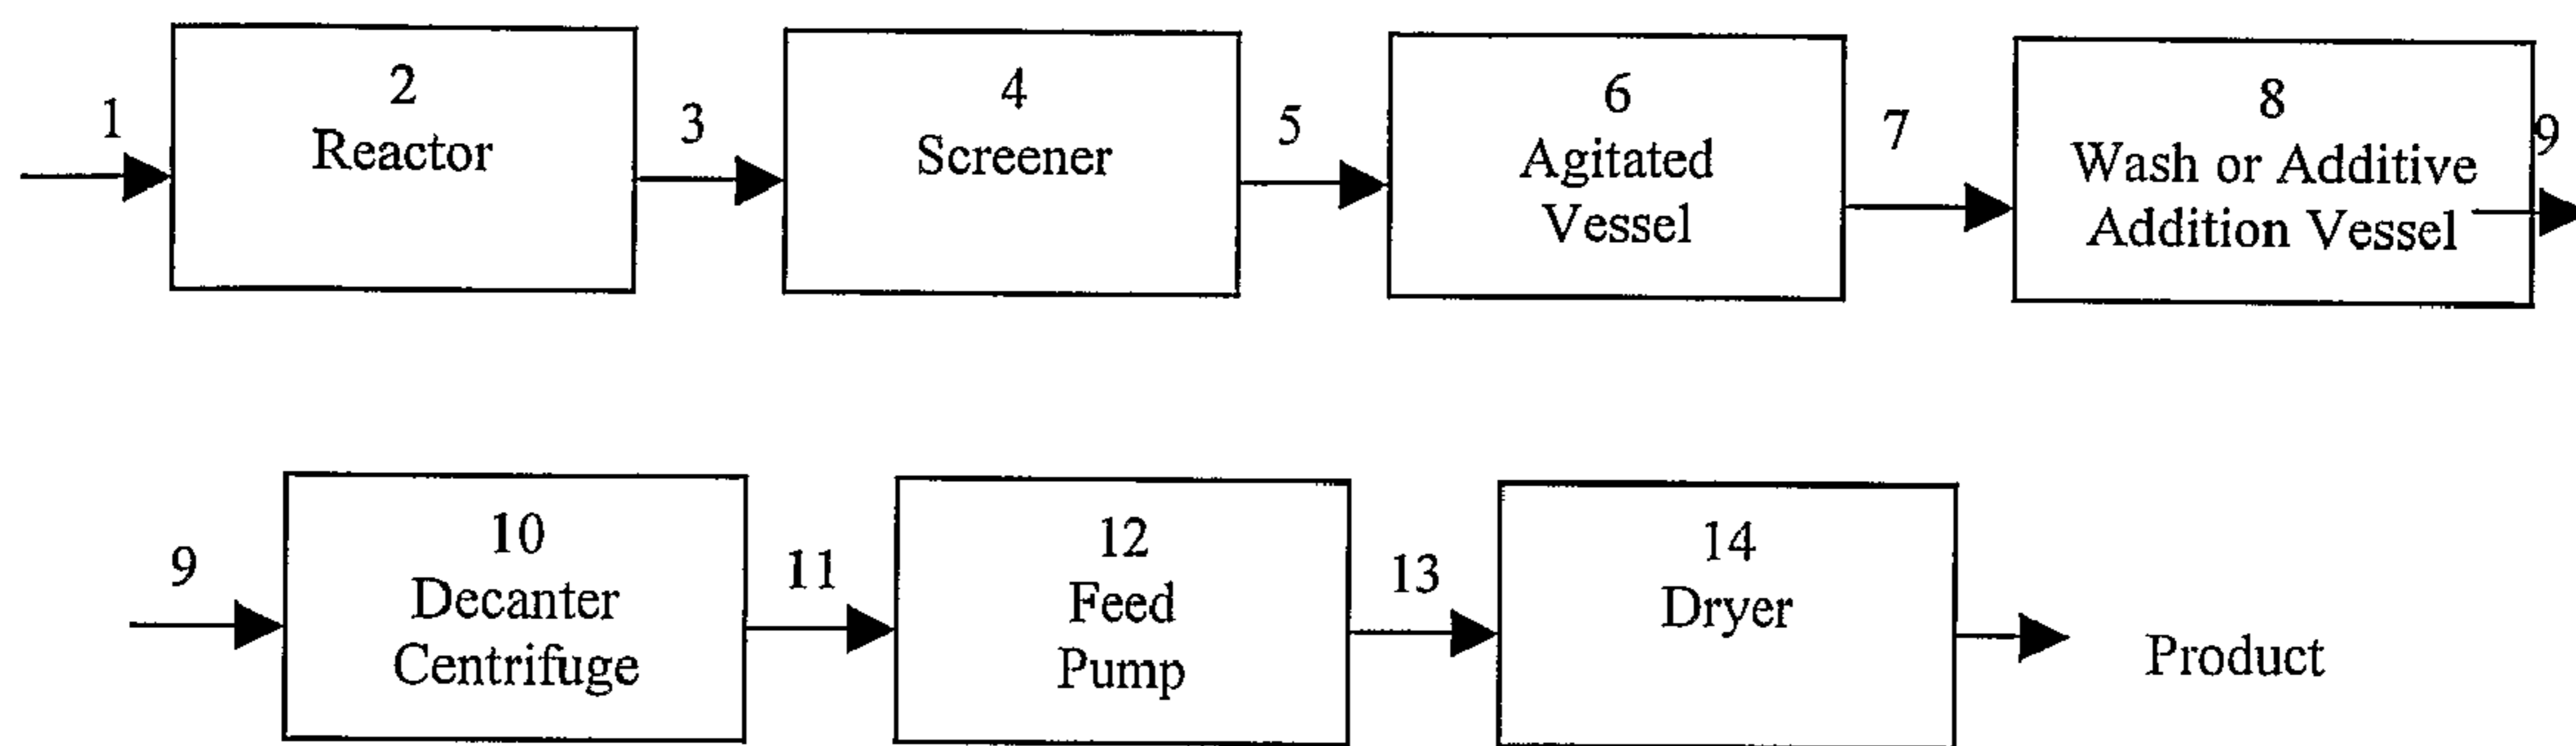 1
2
Reactor
3
4
Screener
5
6
Agitated
Vessel
7
8
Wash or Additive
Addition Vessel
9
9
10
Decanter
Centrifuge
11
12
Feed
Pump
13
14
Dryer
Product